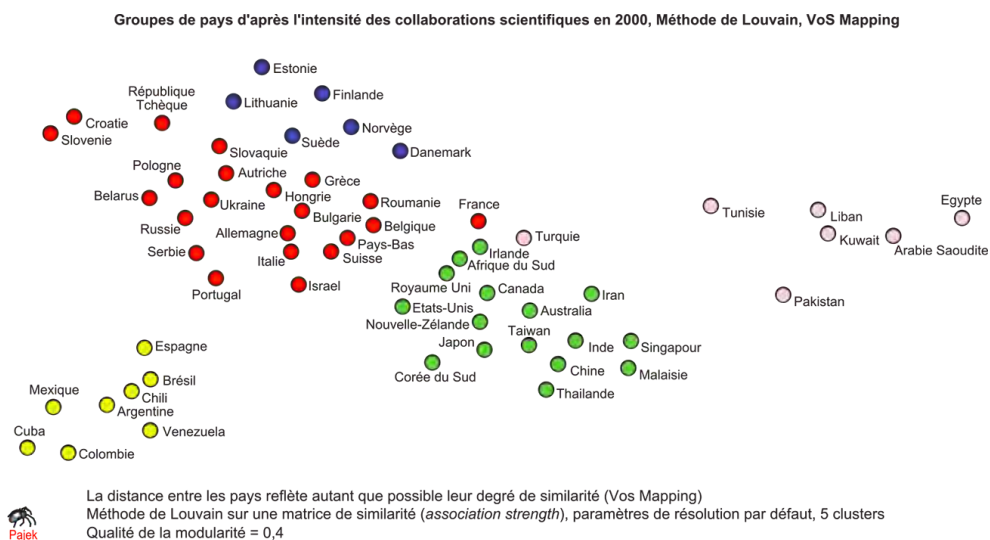 Groupes de pays d'après l'intensité des collaborations scientifiques en 2000, Méthode de Louvain, VoS Mapping
Estonie
Finlande
Lithuanie
République
Tchèque
Croatie
Slovenie
Norvège
Suède
Danemark
Slovaquie
Pologne
Autriche
Grèce
Belarus
Hongrie
Ukraine
Roumanie
France
Bulgarie
Belgique
Russie
Allemagne
Pays-Bas
Serbie
Italie
Suisse
Portugal
Israel
Turquie
Irlande
Afrique du Sud
Royaume Uni
Canada
Iran
Etats-Unis
Australia
Nouvelle-Zélande
Taiwan
Japon
Inde
Singapour
Corée du Sud
Chine
Malaisie
Thailande
Tunisie
Liban
Egypte
Kuwait
Arabie Saoudite
Pakistan
Espagne
Brésil
Mexique
Chili
Argentine
Cuba
Venezuela
Colombie
La distance entre les pays reflète autant que possible leur degré de similarité (Vos Mapping)
Méthode de Louvain sur une matrice de similarité (association strength), paramètres de résolution par défaut, 5 clusters
Qualité de la modularité = 0,4
Pajek